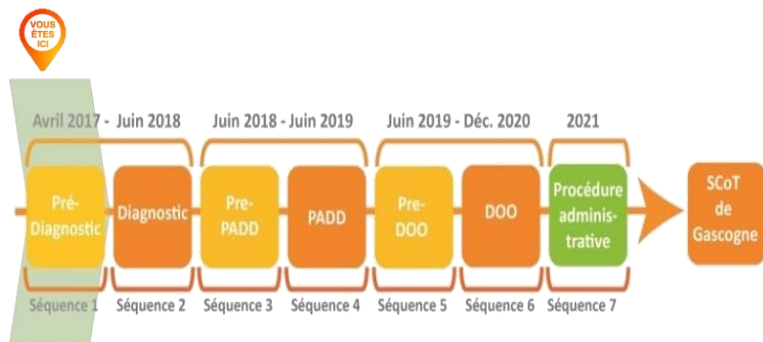 VOUS
ÊTES
ICI
Avril 2017 - Juin 2018
Juin 2018 - Juin 2019
Juin 2019 - Déc. 2020
2021
Pré-
Diagnostic
Diagnostic
Pre-
PADD
PADD
Pre-
DOO
DOO
Procédure
adminis-
trative
SCoT
de
Gascogne
Séquence 1
Séquence 2
Séquence 3
Séquence 4
Séquence 5
Séquence 6
Séquence 7